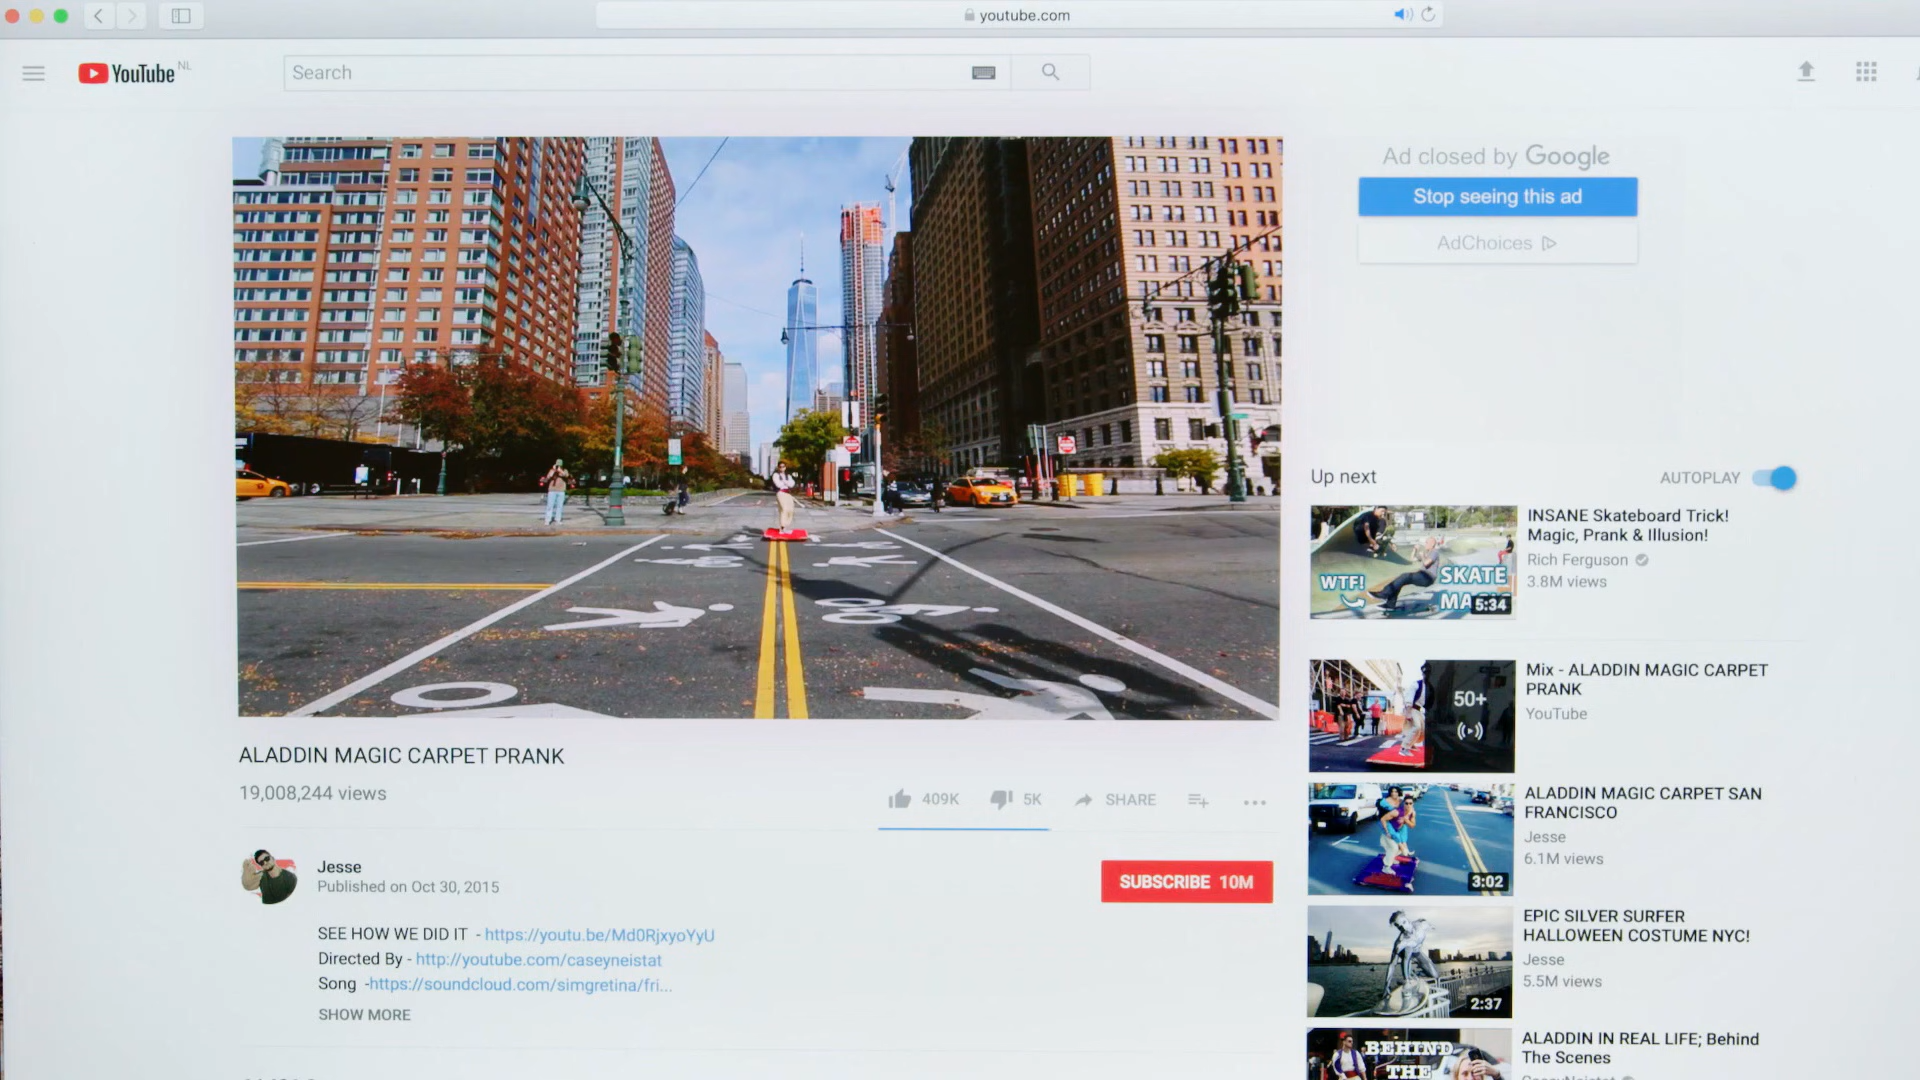 youtube.com
YouTube NL
Search
Ad closed by Google
Stop seeing this ad
AdChoices
Up next
AUTOPLAY
WTF!
SKATE
5:34
INSANE Skateboard Trick!
Magic, Prank & Illusion!
Rich Ferguson
3.8M views
50+
Mix - ALADDIN MAGIC CARPET
PRANK
YouTube
ALADDIN MAGIC CARPET PRANK
19,008,244 views
409K
5K
SHARE
3:02
ALADDIN MAGIC CARPET SAN
FRANCISCO
Jesse
6.1M views
Jesse
Published on Oct 30, 2015
SUBSCRIBE 10M
SEE HOW WE DID IT - https://youtu.be/Md0RjxyoYyU
Directed By - http://youtube.com/caseyneistat
Song -https://soundcloud.com/simgretina/fri...
SHOW MORE
2:37
EPIC SILVER SURFER
HALLOWEEN COSTUME NYC!
Jesse
5.5M views
BEHIND
THE
ALADDIN IN REAL LIFE; Behind
The Scenes